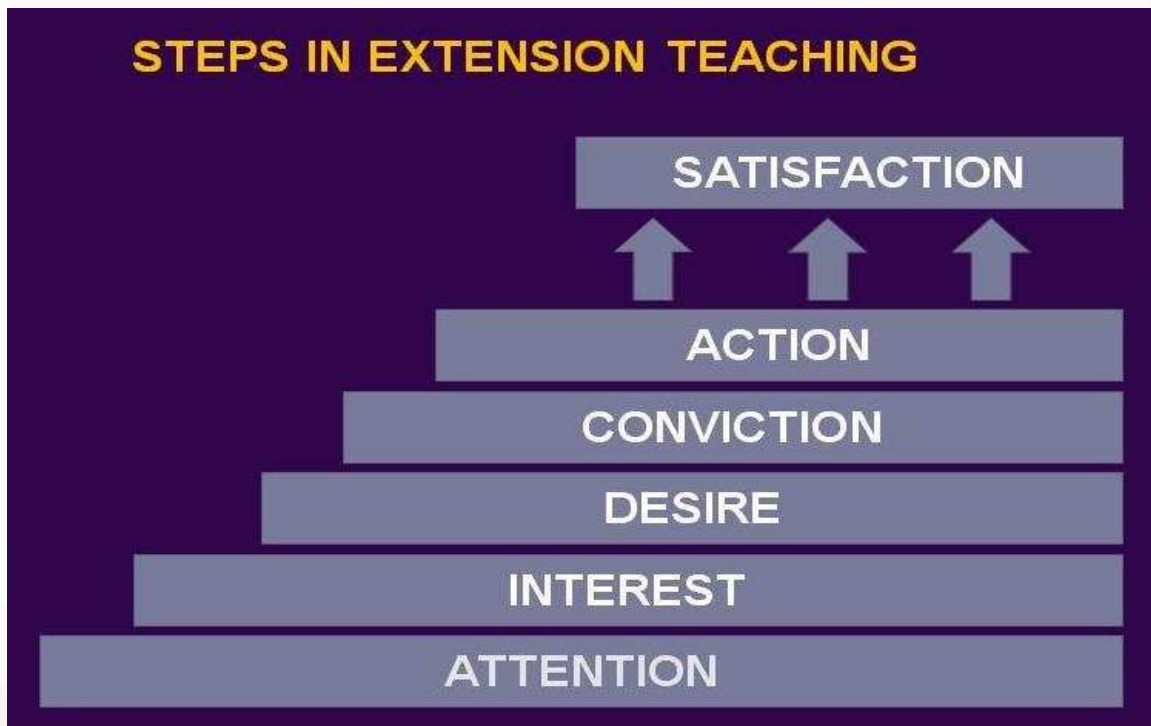 STEPS IN EXTENSION TEACHING
SATISFACTION
ACTION
CONVICTION
DESIRE
INTEREST
ATTENTION